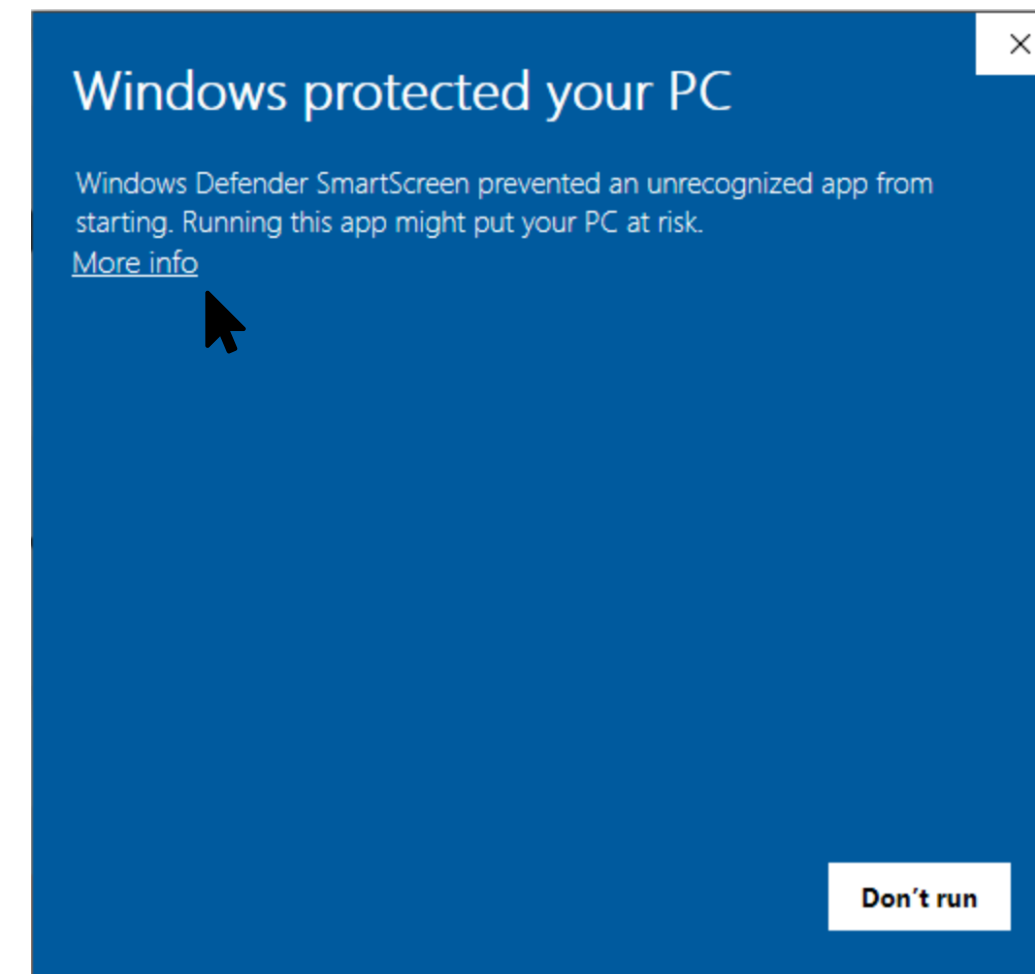 Windows protected your PC
Windows Defender SmartScreen prevented an unrecognized app from
starting. Running this app might put your PC at risk.
More info
Don't run